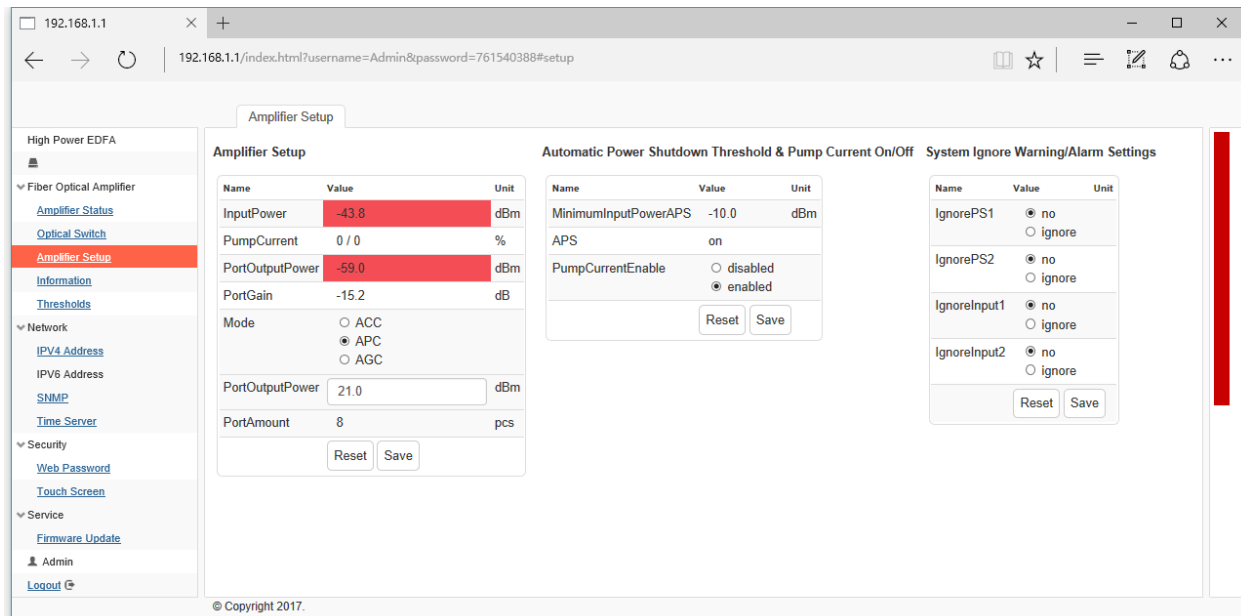 192.168.1.1
192.168.1.1/index.html?username=Admin&password=761540388#setup
High Power EDFA
Fiber Optical Amplifier
Amplifier Status
Optical Switch
Amplifier Setup
Information
Thresholds
Network
IPV4 Address
IPV6 Address
SNMP
Time Server
Security
Web Password
Touch Screen
Service
Firmware Update
Admin
Logout
Amplifier Setup
Amplifier Setup
Name Value Unit
InputPower -43.8 dBm
PumpCurrent 0 / 0 %
PortOutputPower -59.0 dBm
PortGain -15.2 dB
Mode ACC
APC
AGC
PortOutputPower 21.0 dBm
PortAmount 8 pcs
Reset Save
Automatic Power Shutdown Threshold & Pump Current On/Off
Name Value Unit
MinimumInputPowerAPS -10.0 dBm
APS on
PumpCurrentEnable disabled
enabled
Reset Save
System Ignore Warning/Alarm Settings
Name Value Unit
IgnorePS1 no
ignore
IgnorePS2 no
ignore
IgnoreInput1 no
ignore
IgnoreInput2 no
ignore
Reset Save
© Copyright 2017.